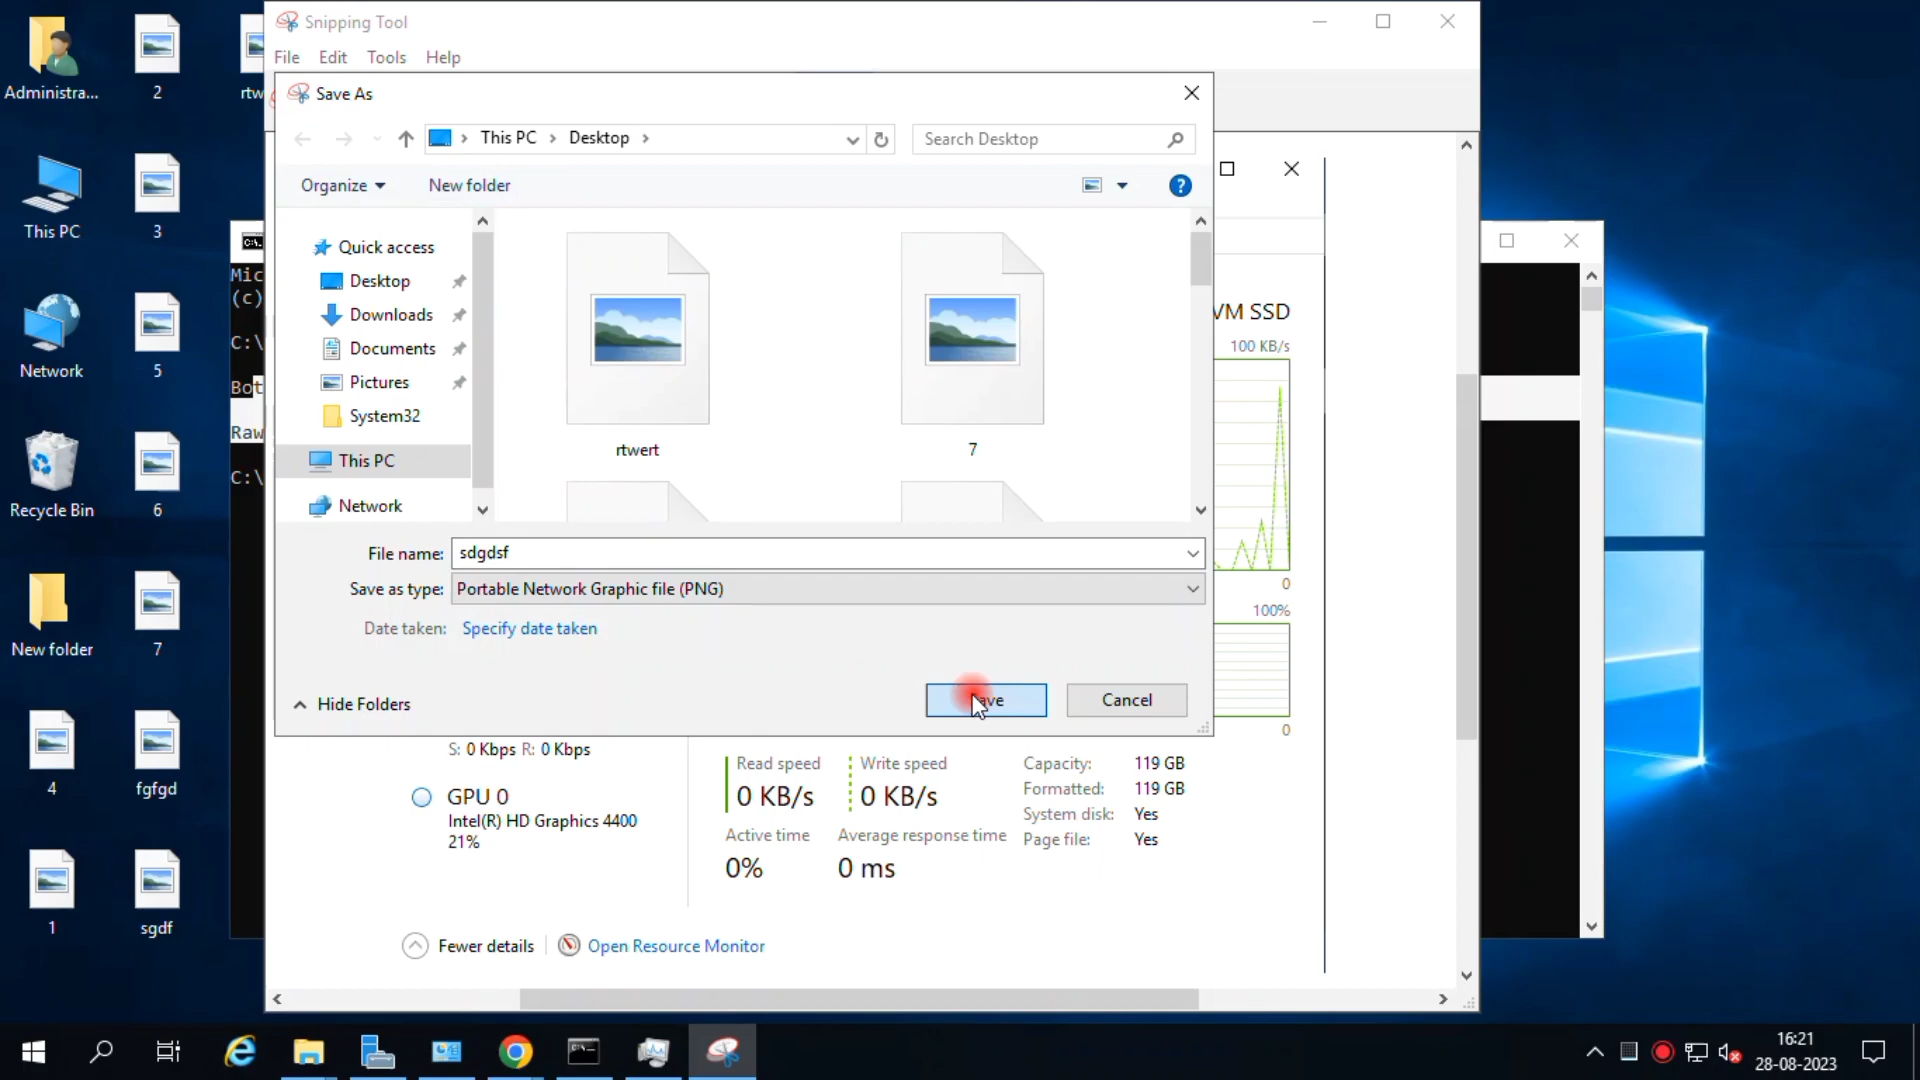 Snipping Tool
File Edit Tools Help
Save As
This PC > Desktop >
Search Desktop
Organize
New folder
Quick access
Desktop
Downloads
Documents
Pictures
System32
This PC
Network
rtwert
7
File name: sdgdsf
Save as type: Portable Network Graphic file (PNG)
Date taken: Specify date taken
Hide Folders
Cancel
Administra...
This PC
Network
Recycle Bin
New folder
4
1
2
3
5
6
7
fgfgd
sgdf
rtw
C:\.
Mic
(c)
C:\
Bot
Raw
C:\
VM SSD
100 KB/s
0
100%
0
S: 0 Kbps R: 0 Kbps
GPU 0
Intel(R) HD Graphics 4400
21%
Read speed
0 KB/s
Write speed
0 KB/s
Active time
0%
Average response time
0 ms
Capacity: 119 GB
Formatted: 119 GB
System disk: Yes
Page file: Yes
Fewer details
Open Resource Monitor
16:21
28-08-2023